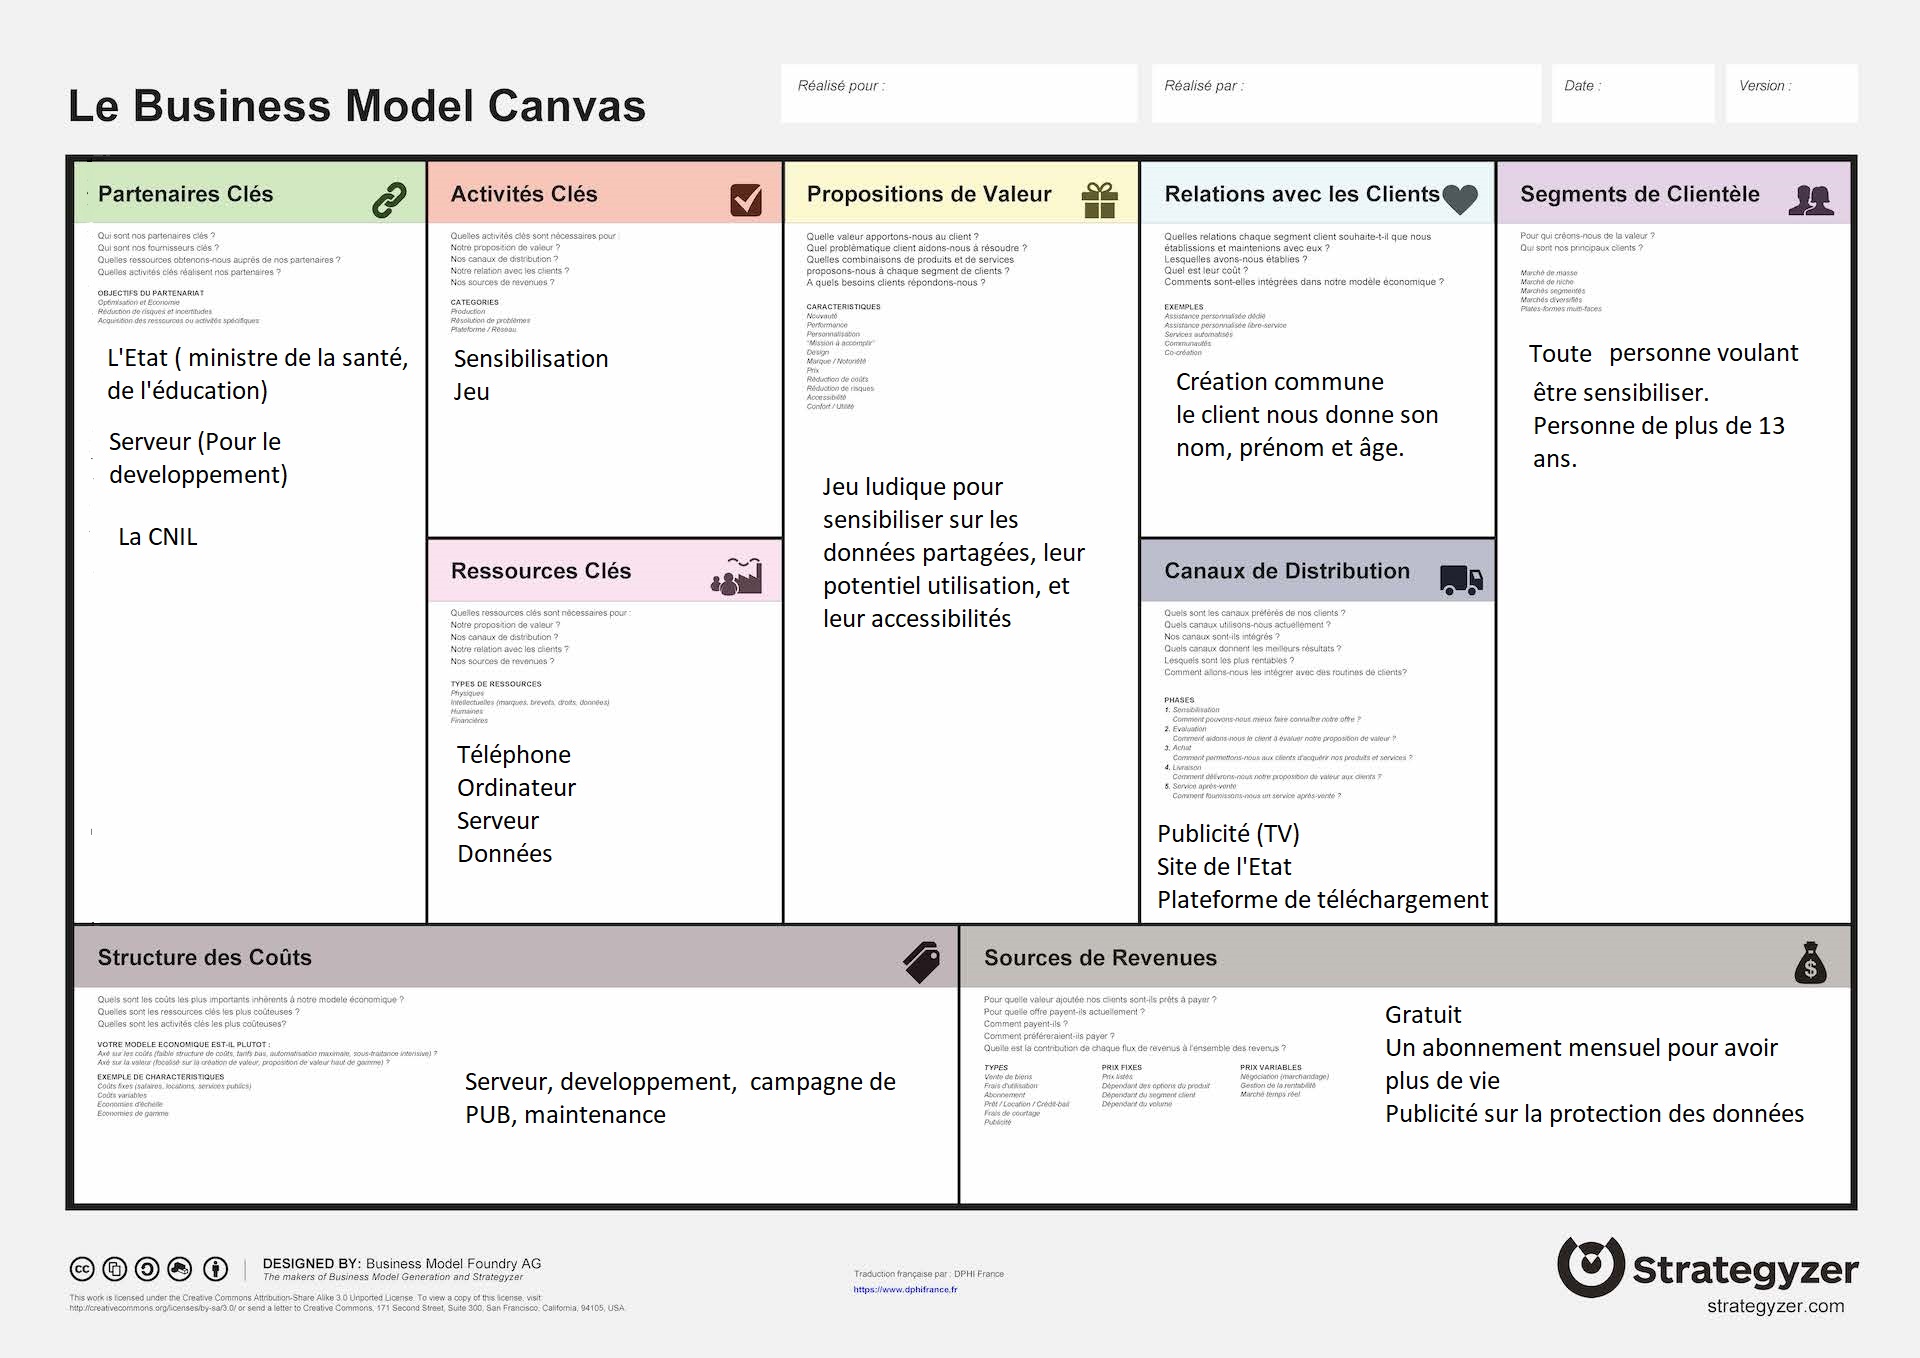 Le Business Model Canvas
Réalisé pour :
Réalisé par :
Date :
Version :
Partenaires Clés
Qui sont nos partenaires clés ?
Qui sont nos fournisseurs clés ?
Quelles ressources obtenons-nous auprès de nos partenaires ?
Quelles activités clés réalisent nos partenaires ?
OBJECTIFS DU PARTENARIAT
Optimisation et Economie
Réduction de risques et incertitudes
Acquisition des ressources ou activités spécifiques
L'Etat ( ministre de la santé,
de l'éducation)
Serveur (Pour le
developpement)
La CNIL
Activités Clés
Quelles activités clés sont nécessaires pour :
Notre proposition de valeur ?
Nos canaux de distribution ?
Notre relation avec les clients ?
Nos sources de revenues ?
CATEGORIES
Production
Résolution de problèmes
Plateforme / Réseau
Sensibilisation
Jeu
Ressources Clés
Quelles ressources clés sont nécessaires pour :
Notre proposition de valeur ?
Nos canaux de distribution ?
Notre relation avec les clients ?
Nos sources de revenues ?
TYPES DE RESSOURCES
Physiques
Intellectuelles (marques, brevets, droits, données)
Humaines
Financières
Téléphone
Ordinateur
Serveur
Données
Propositions de Valeur
Quelle valeur apportons-nous au client ?
Quel problématique client aidons-nous à résoudre ?
Quelles combinaisons de produits et de services
proposons-nous à chaque segment de clients ?
A quels besoins clients répondons-nous ?
CARACTERISTIQUES
Nouvauté
Performance
Personnalisation
"Mission à accomplir"
Design
Marque / Notoriété
Prix
Réduction de coûts
Réduction de risques
Accessibilité
Confort / Utilité
Jeu ludique pour
sensibiliser sur les
données partagées, leur
potentiel utilisation, et
leur accessibilités
Relations avec les Clients
Quelles relations chaque segment client souhaite-t-il que nous
établissions et maintenions avec eux ?
Lesquelles avons-nous établies ?
Quel est leur coût ?
Comments sont-elles intégrées dans notre modèle économique ?
EXEMPLES
Assistance personnalisée dédié
Assistance personnalisée libre-service
Services automatisés
Communautés
Co-création
Création commune
le client nous donne son
nom, prénom et âge.
Canaux de Distribution
Quels sont les canaux préférés de nos clients ?
Quels canaux utilisons-nous actuellement ?
Nos canaux sont-ils intégrés ?
Quels canaux donnent les meilleurs résultats ?
Lesquels sont les plus rentables ?
Comment allons-nous les intégrer avec des routines de clients?
PHASES
1. Sensibilisation
Comment pouvons-nous mieux faire connaître notre offre ?
2. Evaluation
Comment aidons-nous le client à évaluer notre proposition de valeur ?
3. Achat
Comment permettons-nous aux clients d'acquérir nos produits et services ?
4. Livraison
Comment délivrons-nous notre proposition de valeur aux clients ?
5. Service après-vente
Comment fournissons-nous un service après-vente ?
Publicité (TV)
Site de l'Etat
Plateforme de téléchargement
Segments de Clientèle
Pour qui créons-nous de la valeur ?
Qui sont nos principaux clients ?
Marché de masse
Marché de niche
Marchés segmentés
Marchés diversifiés
Plates-formes multi-faces
Toute personne voulant
être sensibiliser.
Personne de plus de 13
ans.
Structure des Coûts
Quels sont les coûts les plus importants inhérents à notre modele économique ?
Quelles sont les ressources clés les plus coûteuses ?
Quelles sont les activités clés les plus coûteuses?
VOTRE MODELE ECONOMIQUE EST-IL PLUTOT :
Axé sur les coûts (faible structure de coûts, tarifs bas, automatisation maximale, sous-traitance intensive) ?
Axé sur la valeur (focalisé sur la création de valeur, proposition de valeur haut de gamme) ?
EXEMPLE DE CHARACTERISTIQUES
Coûts fixes (salaires, locations, services publics)
Coûts variables
Economies d'échelle
Economies de gamme
Serveur, developpement, campagne de
PUB, maintenance
Sources de Revenues
Pour quelle valeur ajoutée nos clients sont-ils prêts à payer ?
Pour quelle offre payent-ils actuellement ?
Comment payent-ils ?
Comment préféreraient-ils payer ?
Quelle est la contribution de chaque flux de revenus à l'ensemble des revenus ?
TYPES
Vente de biens
Frais d'utilisation
Abonnement
Prêt / Location / Crédit-bail
Frais de courtage
Publicité
PRIX FIXES
Prix listés
Dépendant des options du produit
Dépendant du segment client
Dépendant du volume
PRIX VARIABLES
Négociation (marchandage)
Gestion de la rentabilité
Marché temps réel
Gratuit
Un abonnement mensuel pour avoir
plus de vie
Publicité sur la protection des données
DESIGNED BY: Business Model Foundry AG
The makers of Business Model Generation and Strategyzer
This work is licensed under the Creative Commons Attribution-Share Alike 3.0 Unported License. To view a copy of this license, visit:
http://creativecommons.org/licenses/by-sa/3.0/ or send a letter to Creative Commons, 171 Second Street, Suite 300, San Francisco, California, 94105, USA.
Traduction française par : DPHI France
https://www.dphifrance.fr
Strategyzer
strategyzer.com